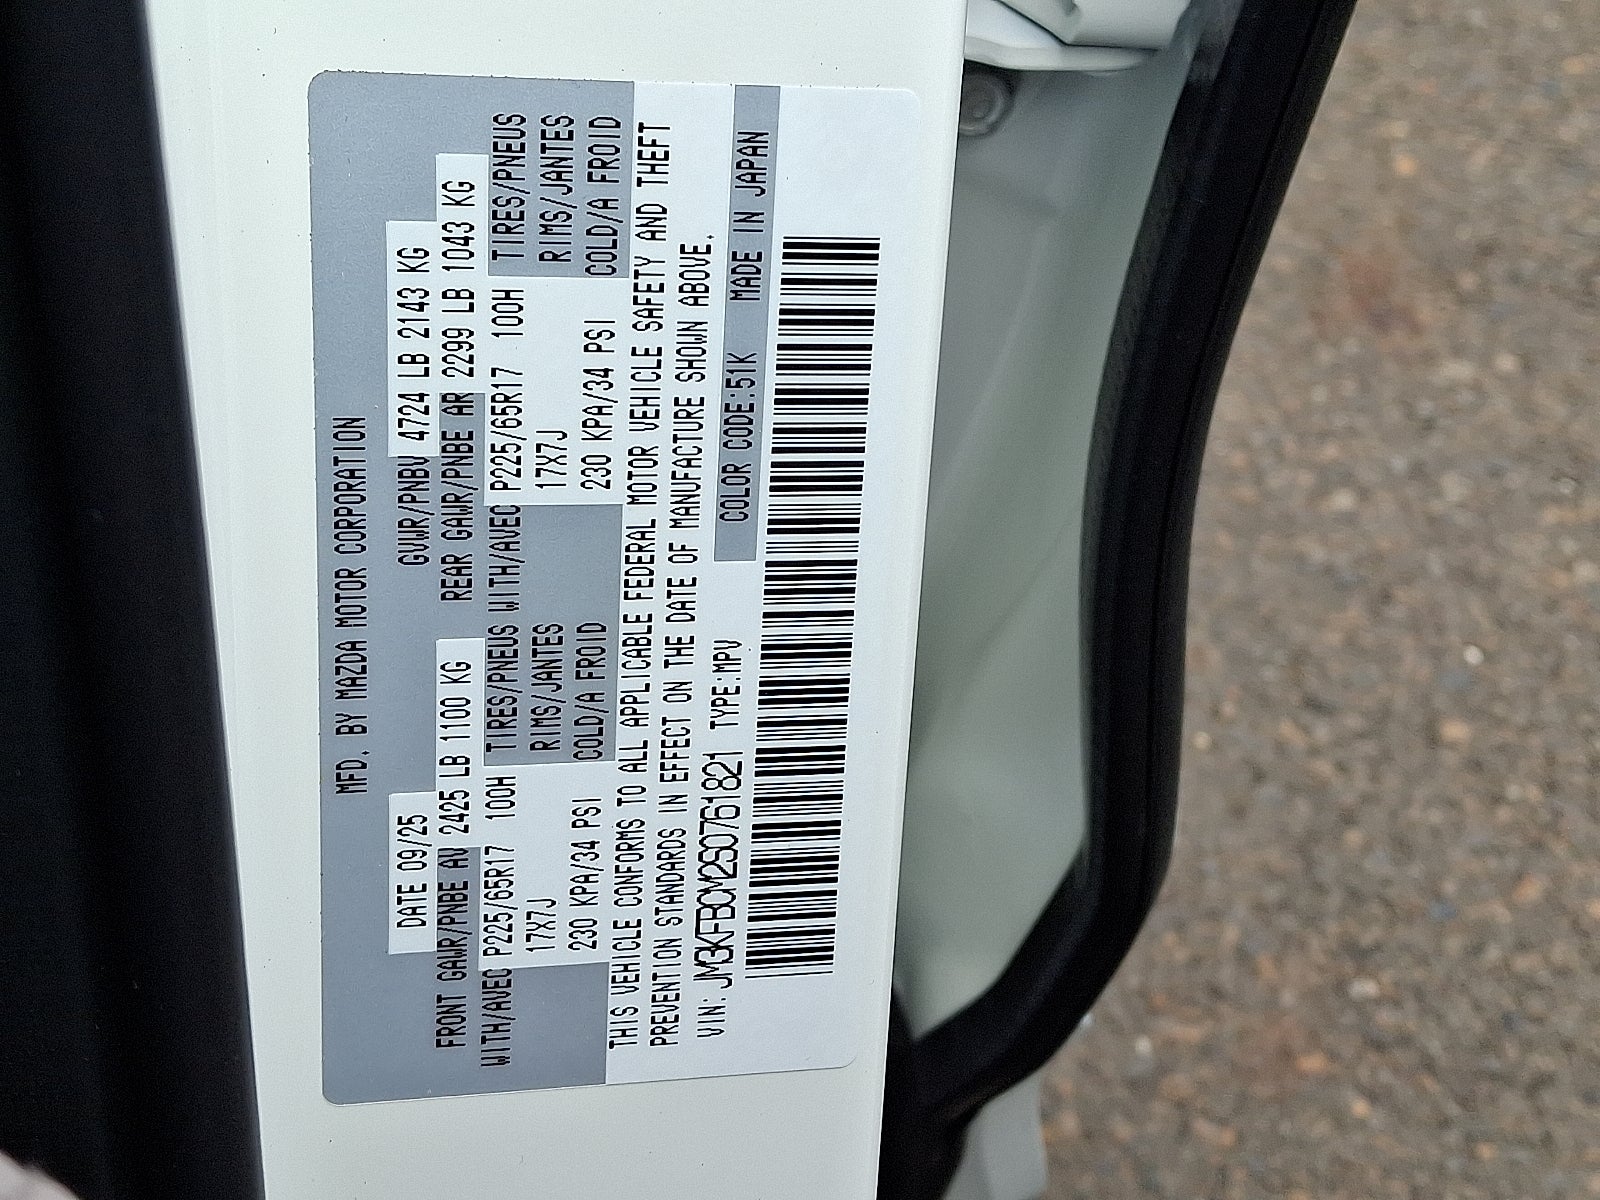 MFD. BY MAZDA MOTOR CORPORATION
DATE 09/25 GVWR/PNBV 4724 LB 2143 KG
FRONT GAWR/PNBE AV 2425 LB 1100 KG REAR GAWR/PNBE AR 2299 LB 1043 KG
WITH/AVEC P225/65R17 100H TIRES/PNEUS WITH/AVEC P225/65R17 100H TIRES/PNEUS
17X7J RIMS/JANTES 17X7J RIMS/JANTES
230 KPA/34 PSI COLD/A FROID 230 KPA/34 PSI COLD/A FROID
THIS VEHICLE CONFORMS TO ALL APPLICABLE FEDERAL MOTOR VEHICLE SAFETY AND THEFT
PREVENTION STANDARDS IN EFFECT ON THE DATE OF MANUFACTURE SHOWN ABOVE.
VIN: JM3KFBCM2S0761821 TYPE:MPV COLOR CODE:51K MADE IN JAPAN